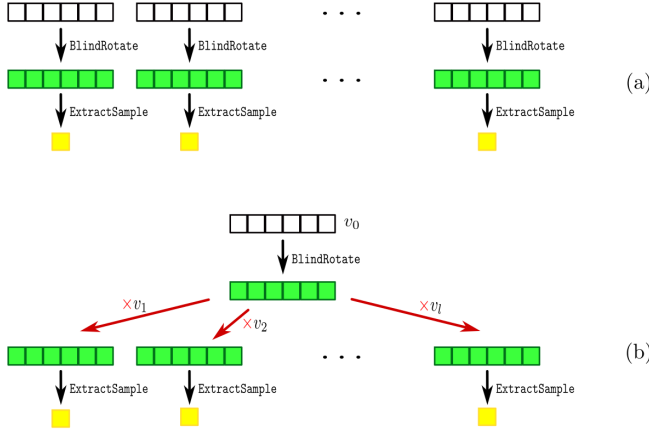 . . .
BlindRotate BlindRotate BlindRotate
. . .
(a)
ExtractSample ExtractSample ExtractSample
v₀
BlindRotate
×v₁ ×v₂ ×vₗ
. . .
(b)
ExtractSample ExtractSample ExtractSample